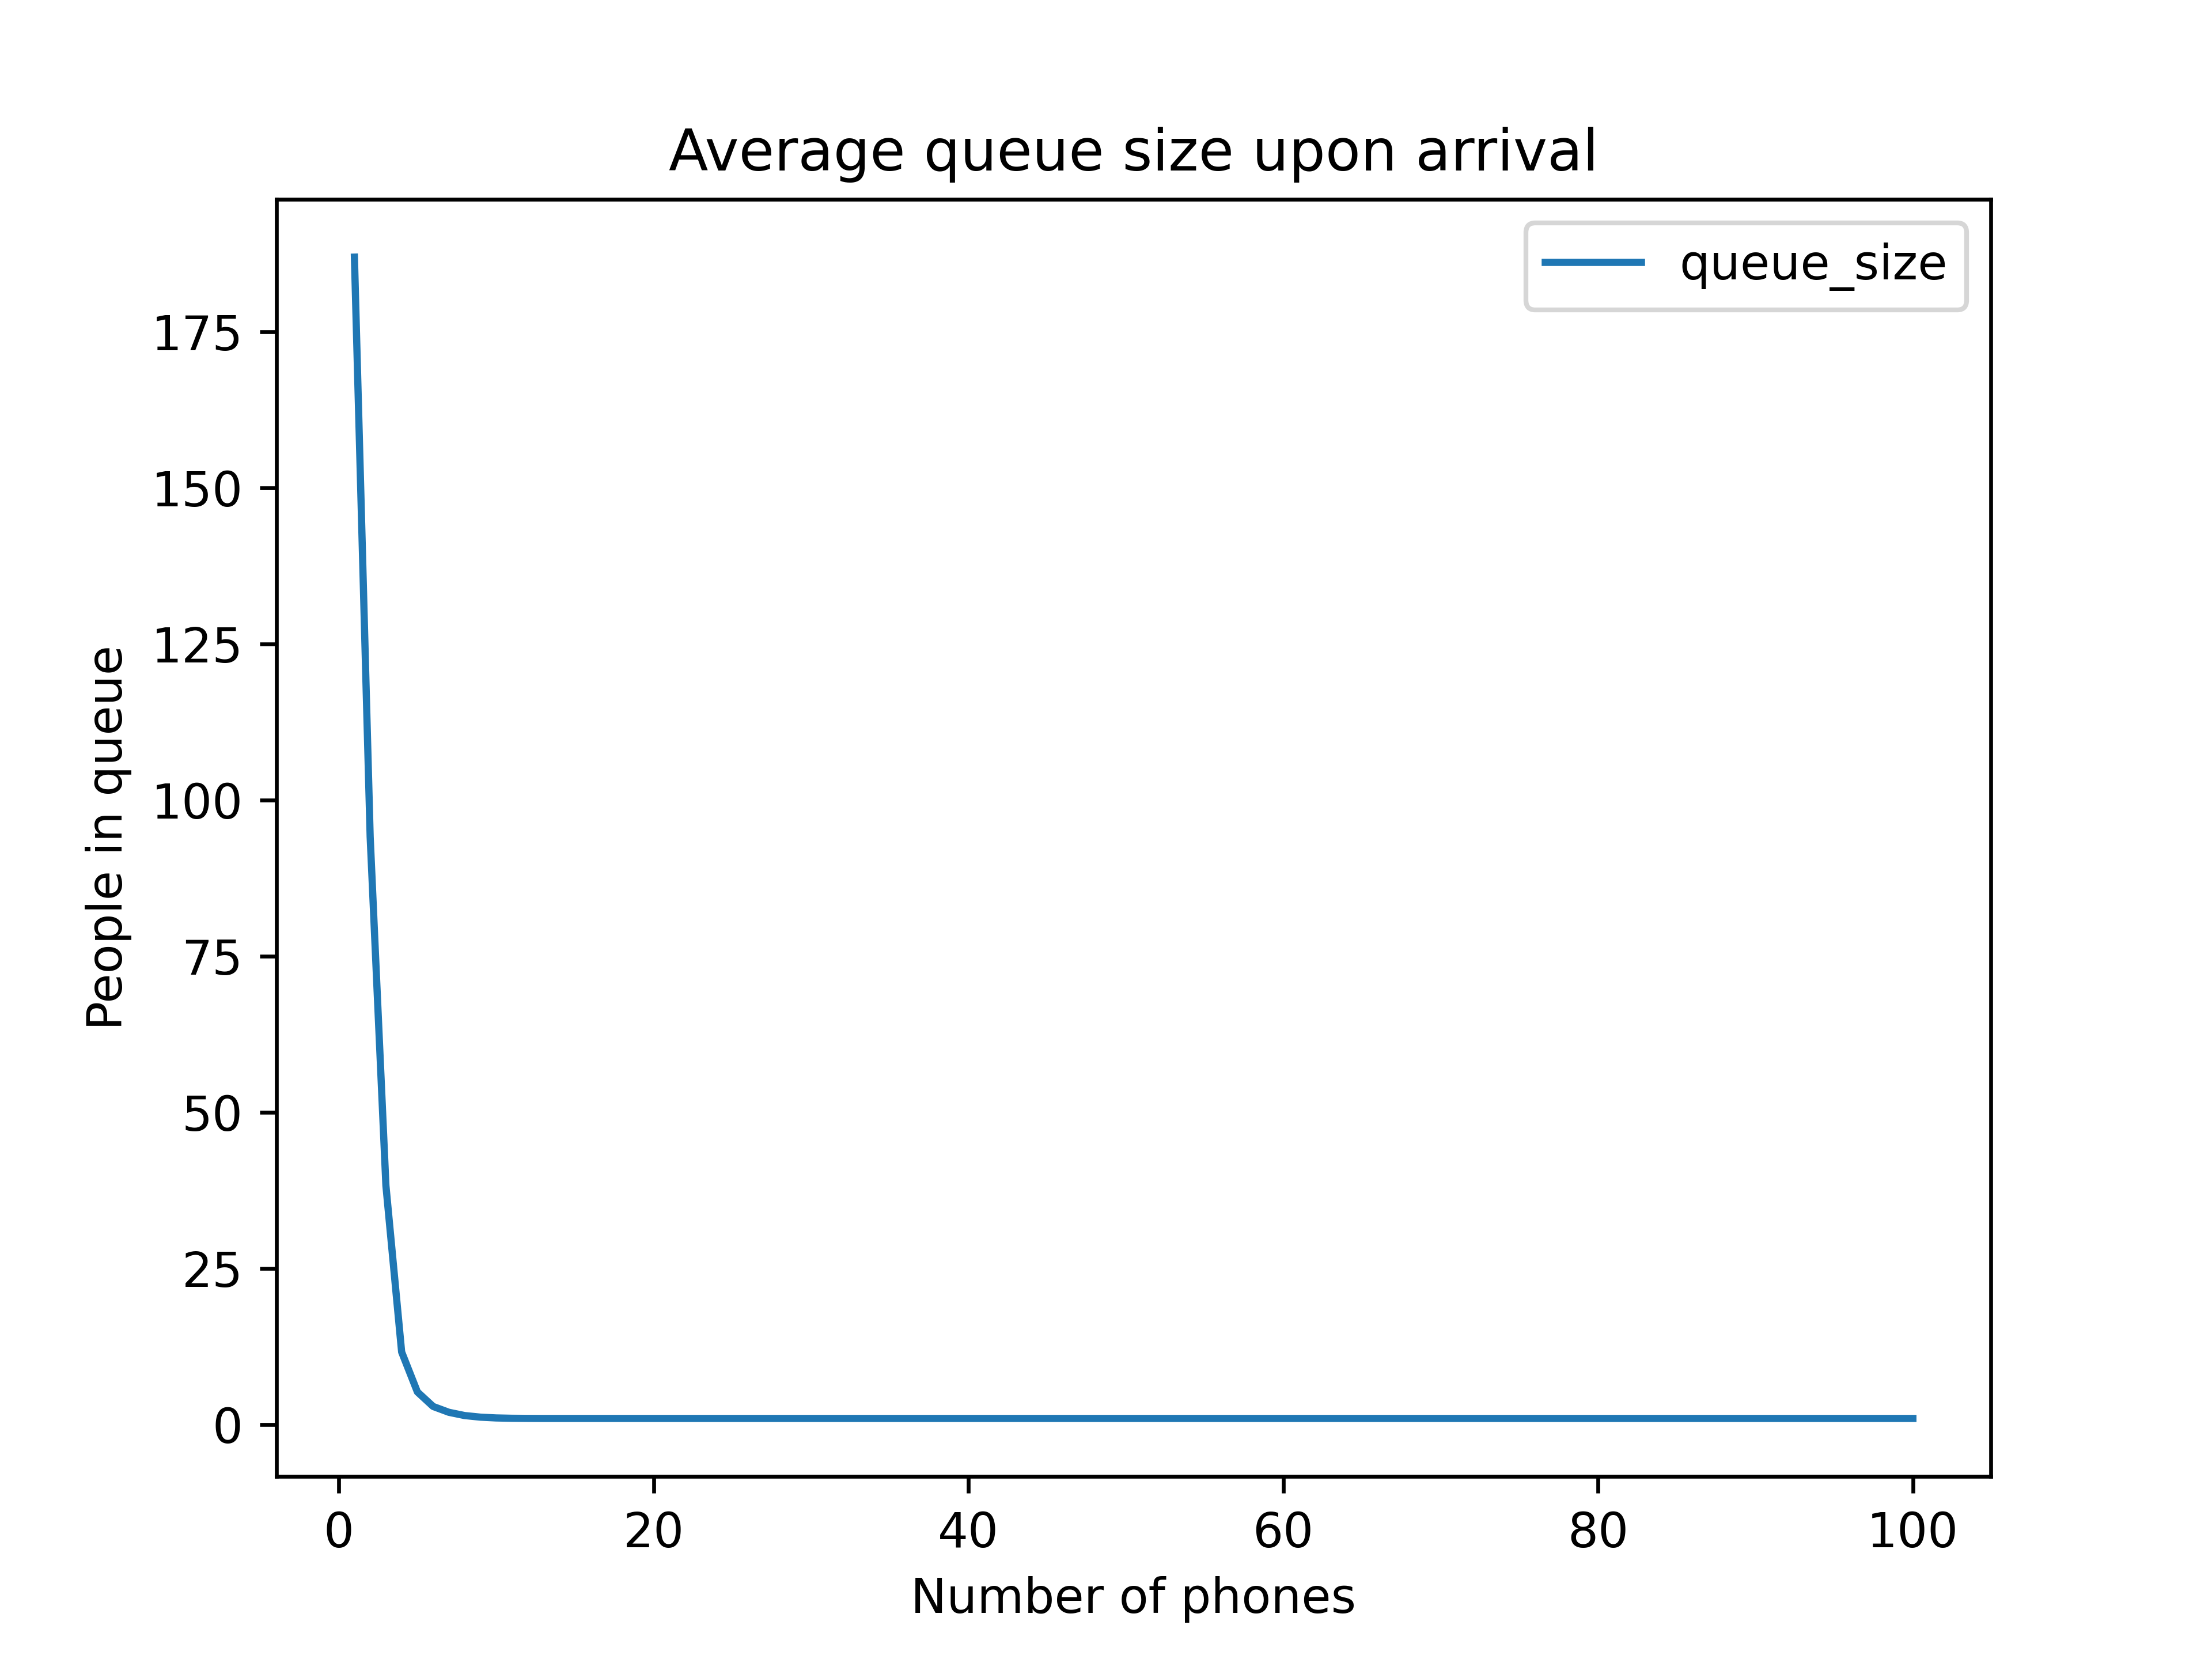 Average queue size upon arrival
queue_size
People in queue
175
150
125
100
75
50
25
0
0 20 40 60 80 100
Number of phones